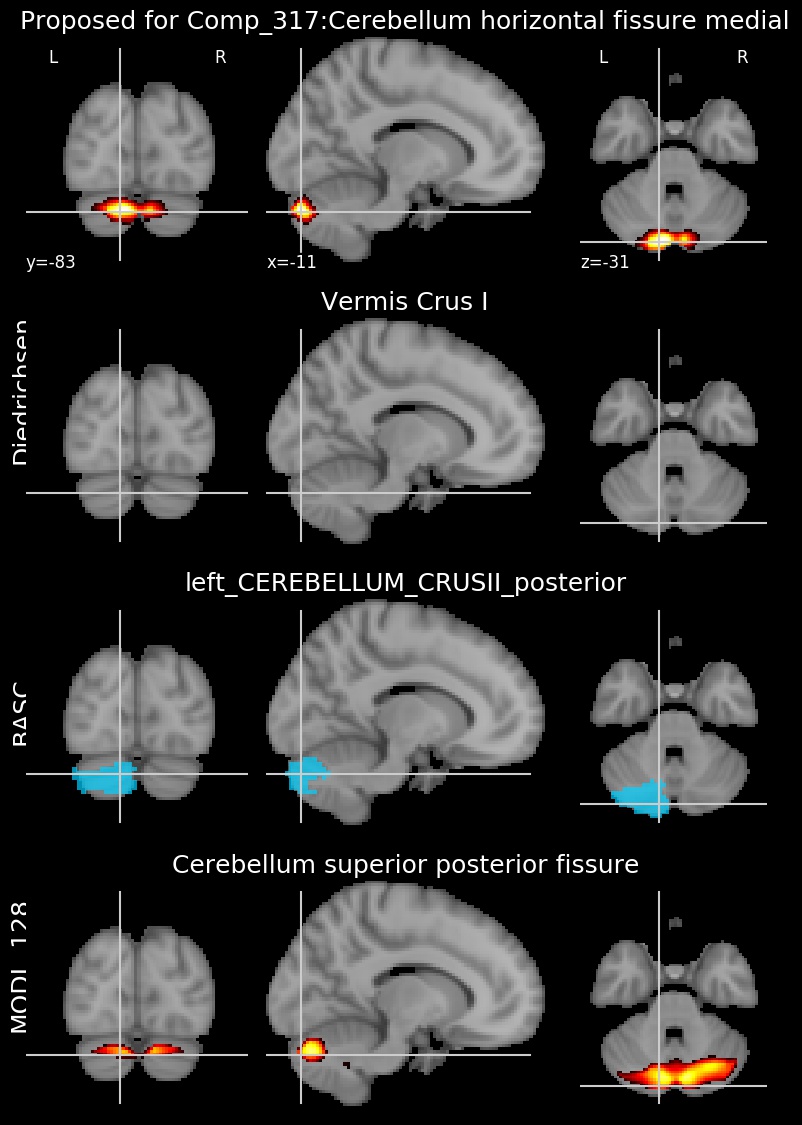 Proposed for Comp_317:Cerebellum horizontal fissure medial
L R L R
y=-83 x=-11 z=-31
Vermis Crus I
Diedrichsen
left_CEREBELLUM_CRUSII_posterior
BASC
Cerebellum superior posterior fissure
MODL_128